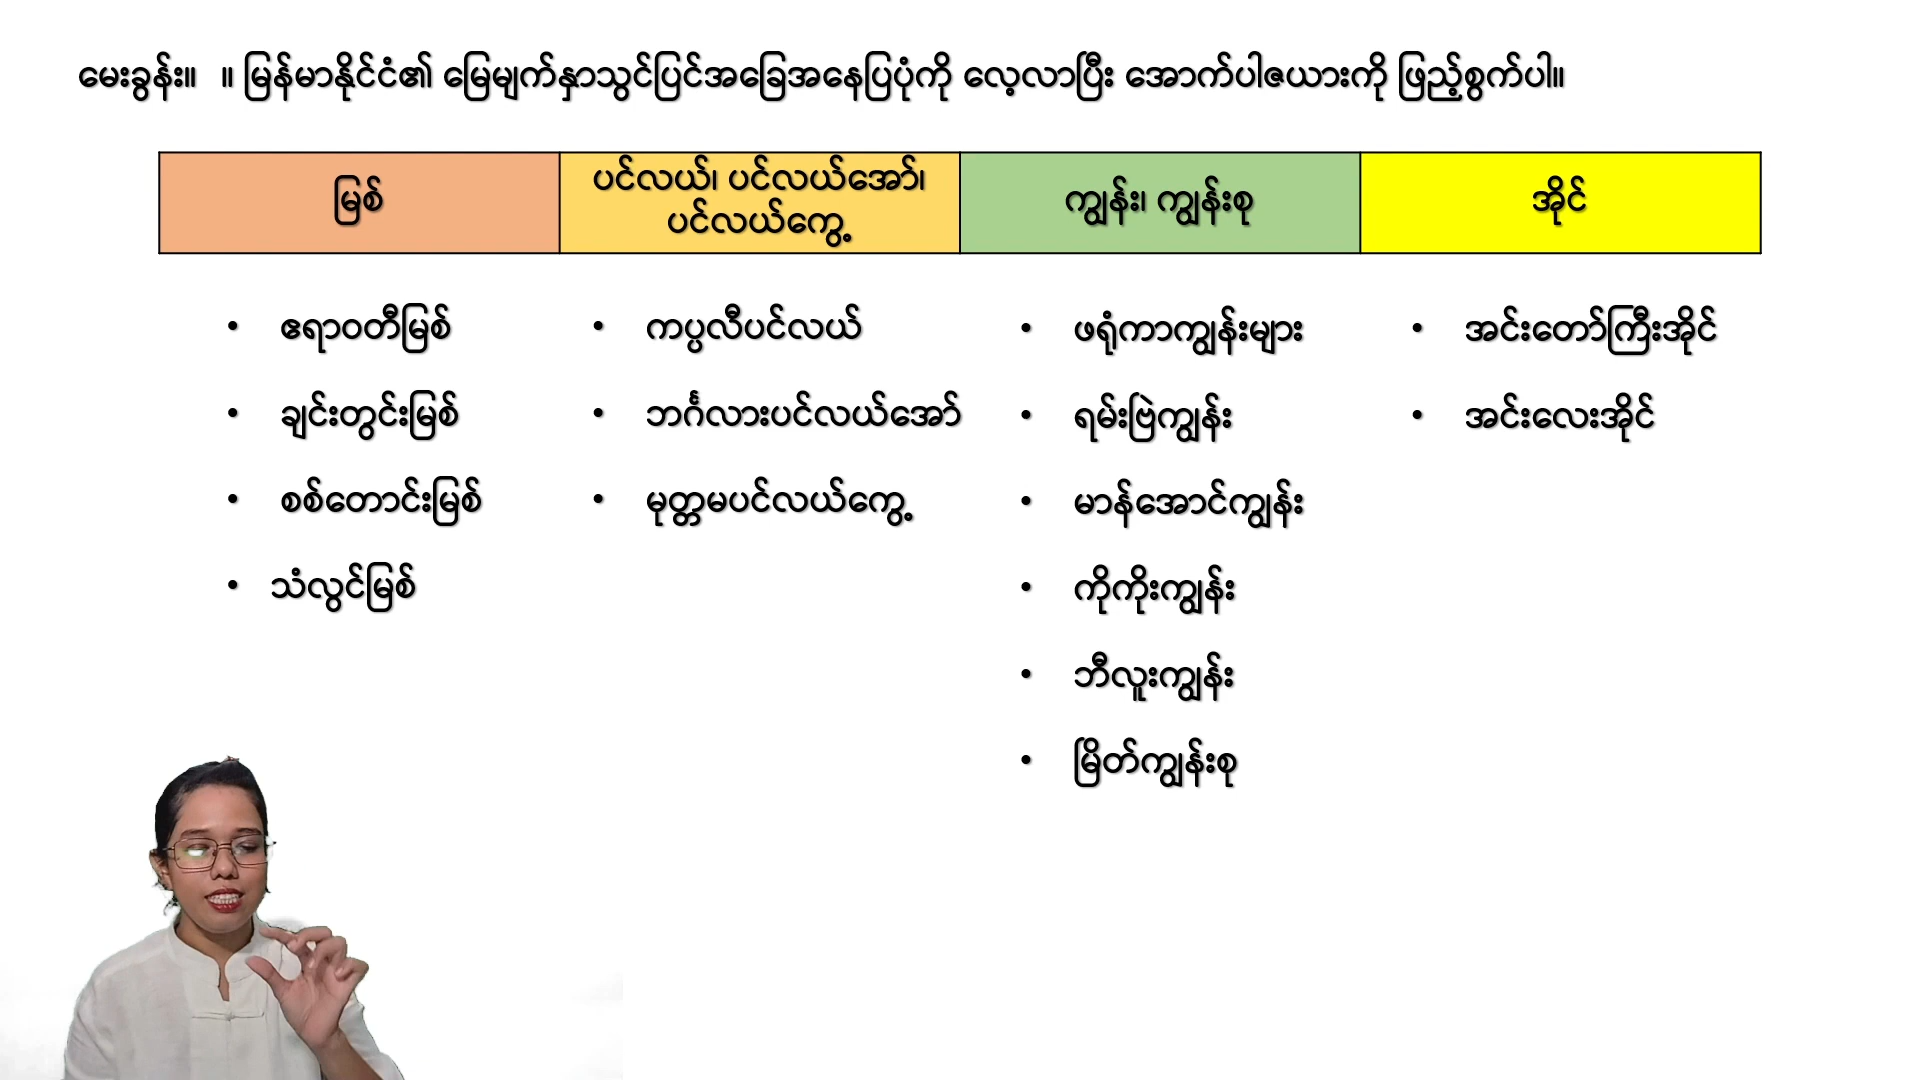 မေးခွန်း။ ။ မြန်မာနိုင်ငံ၏ မြေမျက်နှာသွင်ပြင်အခြေအနေပြပုံကို လေ့လာပြီး အောက်ပါဇယားကို ဖြည့်စွက်ပါ။
မြစ်
ပင်လယ်၊ ပင်လယ်အော်၊
ပင်လယ်ကွေ့
ကျွန်း၊ ကျွန်းစု
အိုင်
• ဧရာဝတီမြစ်
• ချင်းတွင်းမြစ်
• စစ်တောင်းမြစ်
• သံလွင်မြစ်
• ကပ္ပလီပင်လယ်
• ဘင်္ဂလားပင်လယ်အော်
• မုတ္တမပင်လယ်ကွေ့
• ဖရုံကာကျွန်းများ
• ရမ်းဗြဲကျွန်း
• မာန်အောင်ကျွန်း
• ကိုကိုးကျွန်း
• ဘီလူးကျွန်း
• မြိတ်ကျွန်းစု
• အင်းတော်ကြီးအိုင်
• အင်းလေးအိုင်